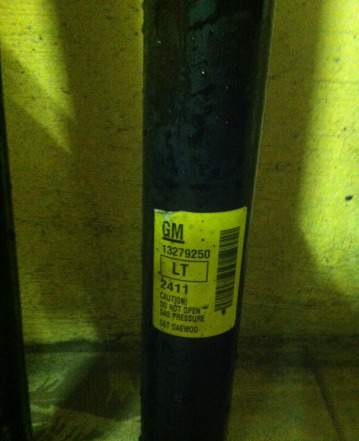 GM
13279250
LT
2411
CAUTION!
DO NOT OPEN
GAS PRESSURE
DAEWOO